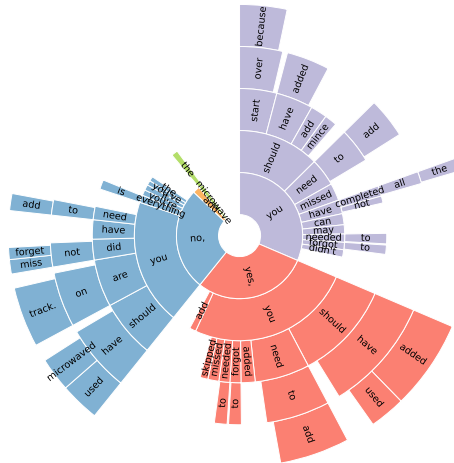 because
over
added
start
have
add
mince
add
should
to
need
you
missed
have
completed
all
the
not
can
may
needed
to
forgot
to
didn't
yes,
you
add
should
have
added
used
need
to
add
added
forgot
to
needed
to
missed
skipped
no,
you
should
have
used
microwaved
are
on
track.
did
not
forget
miss
have
need
to
add
everything
is
the
microwave